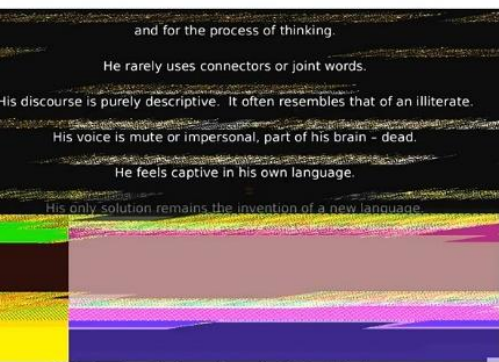 and for the process of thinking.
He rarely uses connectors or joint words.
His discourse is purely descriptive.  It often resembles that of an illiterate.
His voice is mute or impersonal, part of his brain – dead.
He feels captive in his own language.
His only solution remains the invention of a new language.